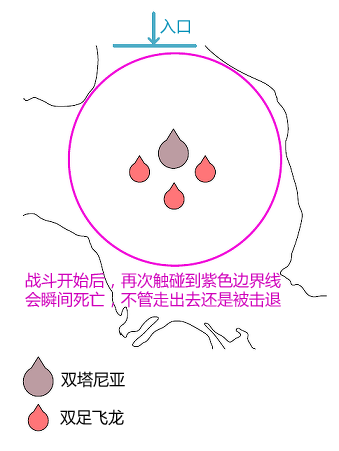 入口
战斗开始后，再次触碰到紫色边界线
会瞬间死亡，不管走出去还是被击退
双塔尼亚
双足飞龙